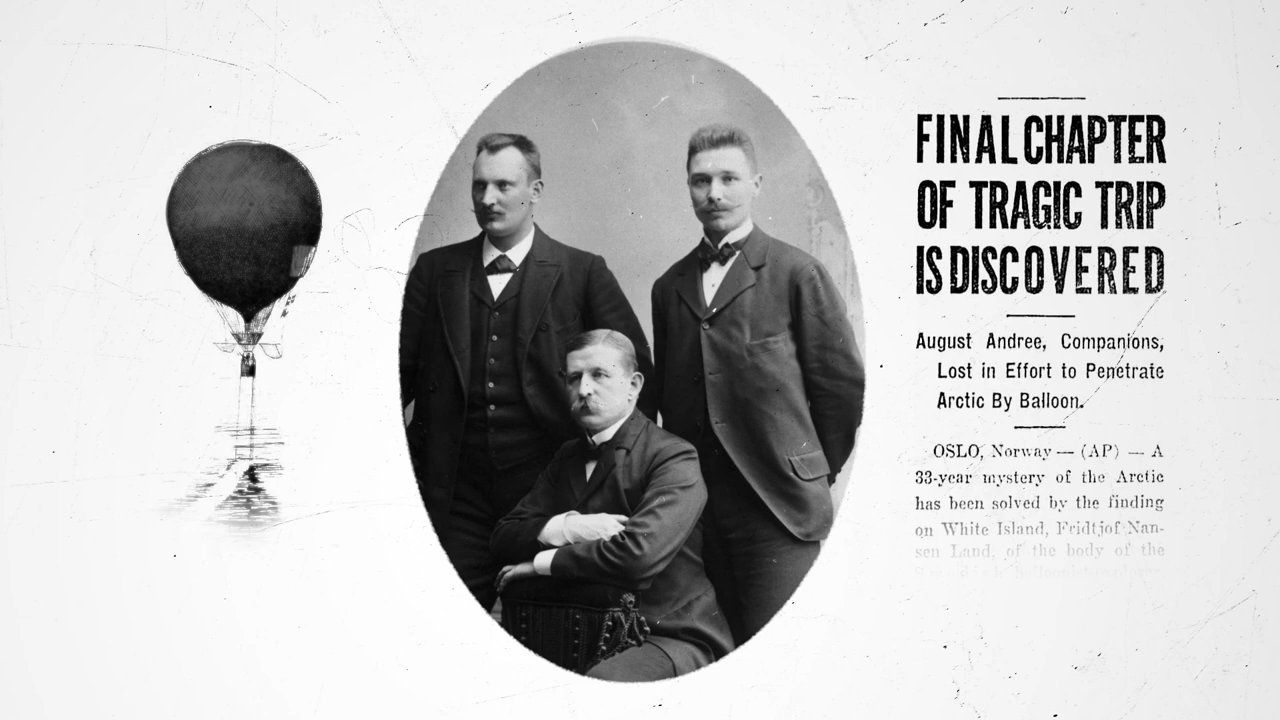 FINAL CHAPTER
OF TRAGIC TRIP
IS DISCOVERED
August Andree, Companions,
Lost in Effort to Penetrate
Arctic By Balloon.
OSLO, Norway — (AP) — A
33-year mystery of the Arctic
has been solved by the finding
on White Island, Fridtjof Nan-
sen Land, of the body of the